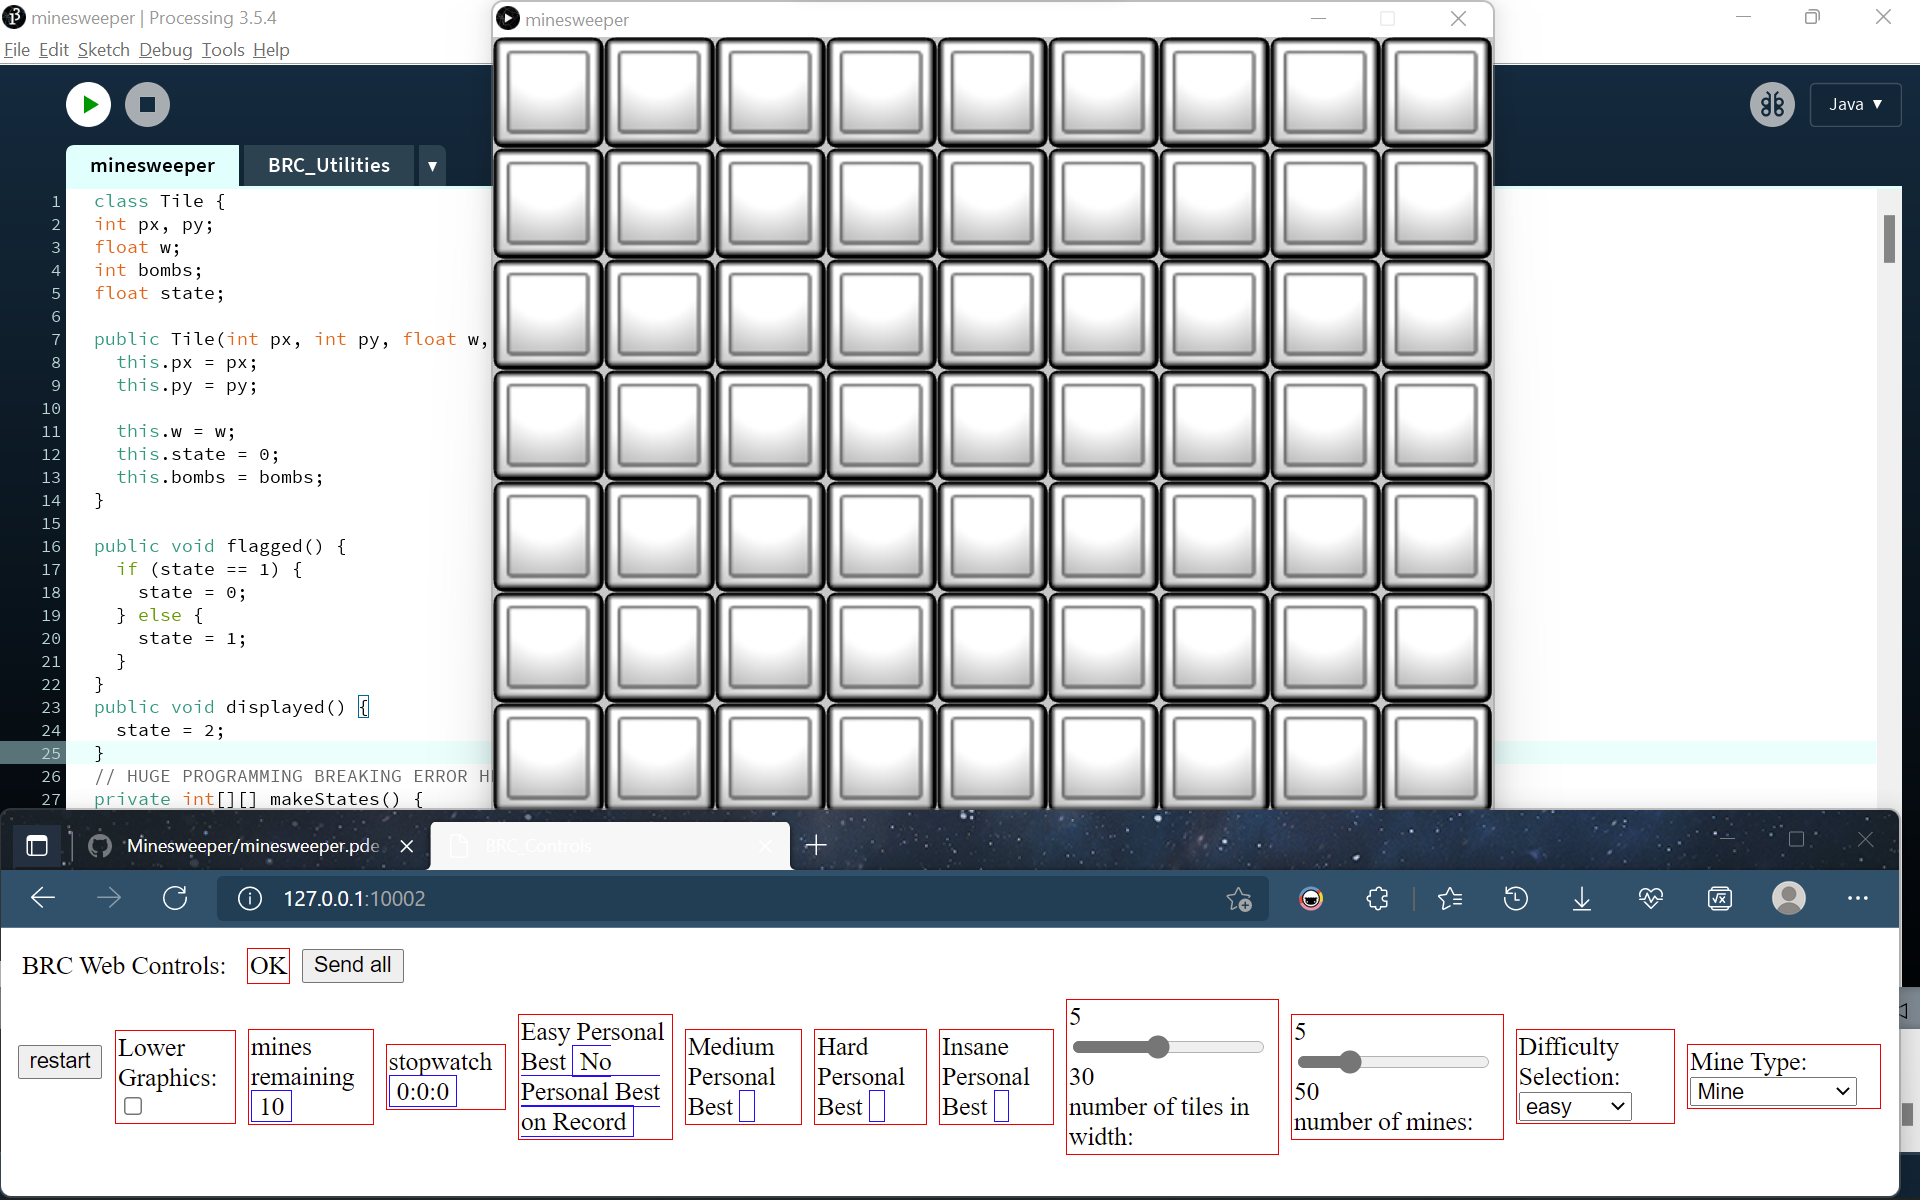 minesweeper | Processing 3.5.4
File Edit Sketch Debug Tools Help
minesweeper
Java ▼
minesweeper
BRC_Utilities
▼
1 class Tile {
2 int px, py;
3 float w;
4 int bombs;
5 float state;
6
7 public Tile(int px, int py, float w,
8 this.px = px;
9 this.py = py;
10
11 this.w = w;
12 this.state = 0;
13 this.bombs = bombs;
14 }
15
16 public void flagged() {
17 if (state == 1) {
18 state = 0;
19 } else {
20 state = 1;
21 }
22 }
23 public void displayed() {
24 state = 2;
25 }
26 // HUGE PROGRAMMING BREAKING ERROR
27 private int[][] makeStates() {
Minesweeper/minesweeper.pde
BRC_Controls
127.0.0.1:10002
BRC Web Controls: OK Send all
restart
Lower
Graphics:
mines
remaining
10
stopwatch
0:0:0
Easy Personal
Best No
Personal Best
on Record
Medium
Personal
Best
Hard
Personal
Best
Insane
Personal
Best
5
30
number of tiles in
width:
5
50
number of mines:
Difficulty
Selection:
easy
Mine Type:
Mine